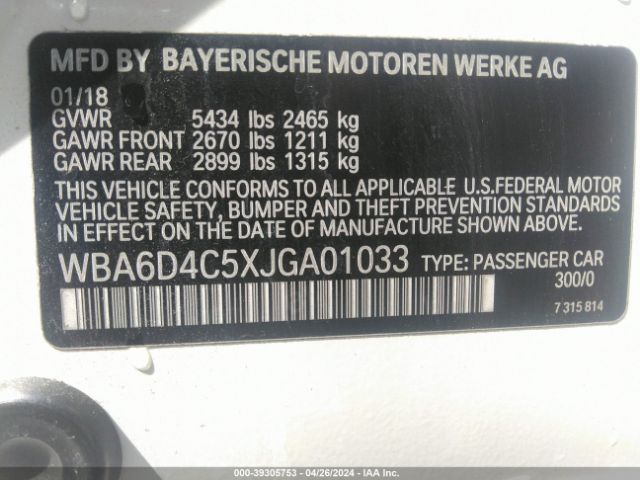 MFD BY BAYERISCHE MOTOREN WERKE AG
01/18
GVWR 5434 lbs 2465 kg
GAWR FRONT 2670 lbs 1211 kg
GAWR REAR 2899 lbs 1315 kg
THIS VEHICLE CONFORMS TO ALL APPLICABLE U.S.FEDERAL MOTOR
VEHICLE SAFETY, BUMPER AND THEFT PREVENTION STANDARDS
IN EFFECT ON THE DATE OF MANUFACTURE SHOWN ABOVE.
WBA6D4C5XJGA01033 TYPE: PASSENGER CAR
300/0
7 315 814
© COPY 39305753 - 04/26/2024 - IAA Inc.